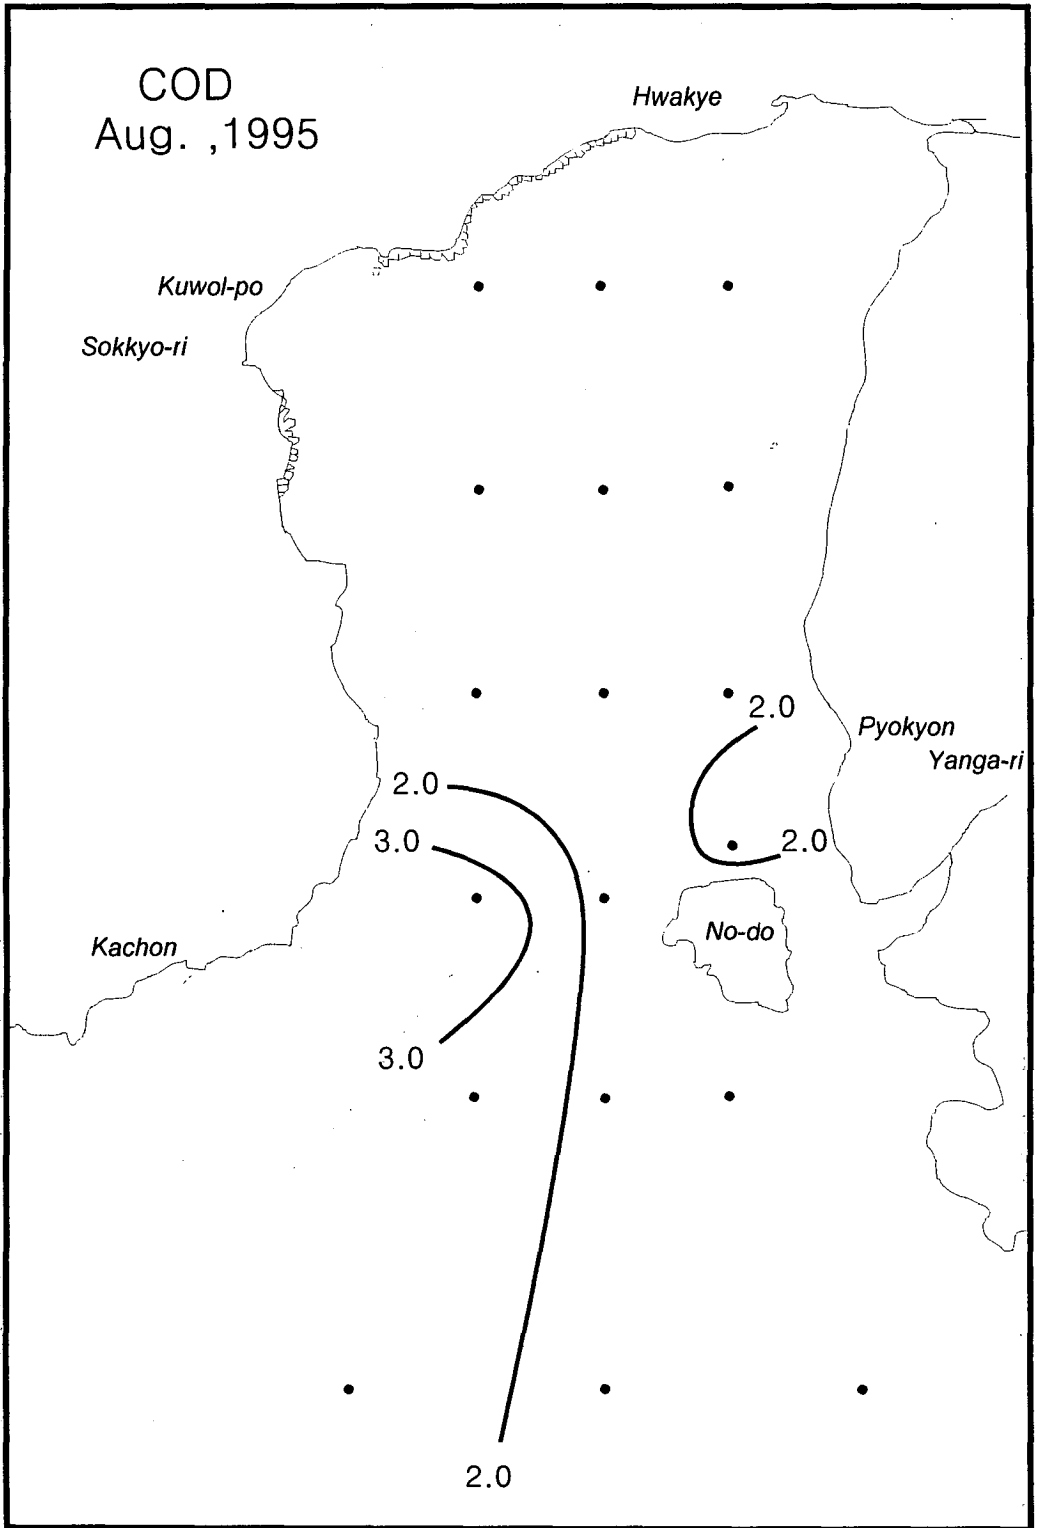 COD
Aug. ,1995
Hwakye
Kuwol-po
Sokkyo-ri
2.0
Pyokyon
Yanga-ri
2.0
3.0
2.0
No-do
Kachon
3.0
2.0